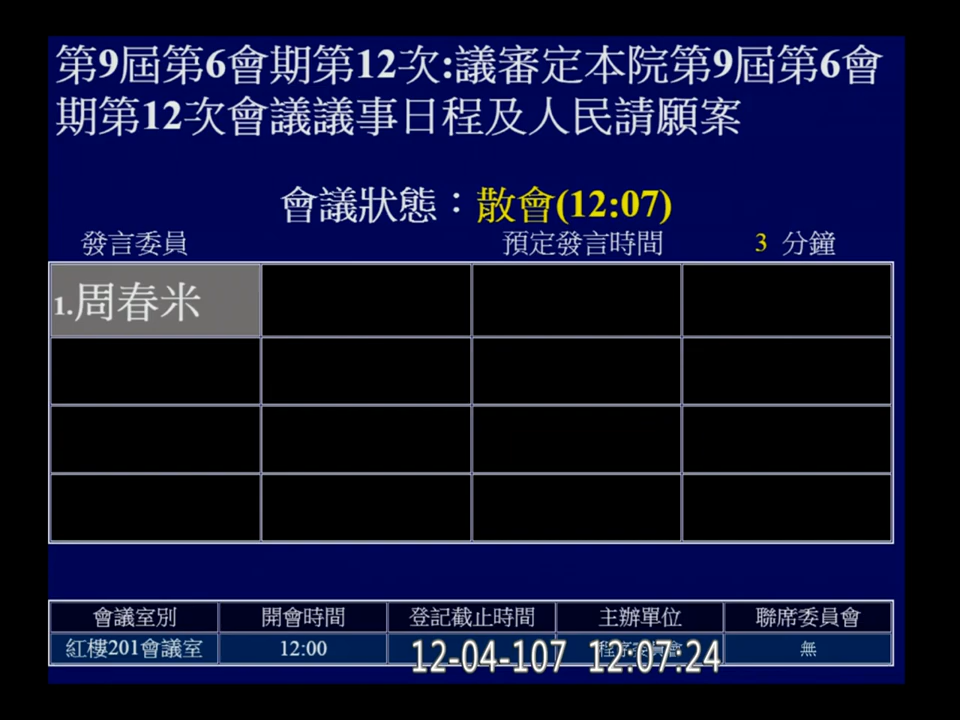 第9屆第6會期第12次:議審定本院第9屆第6會
期第12次會議議事日程及人民請願案
會議狀態：散會(12:07)
發言委員 預定發言時間 3 分鐘
1.周春米
會議室別 開會時間 登記截止時間 主辦單位 聯席委員會
紅樓201會議室 12:00 程序委員會 無
12-04-107 12:07:24